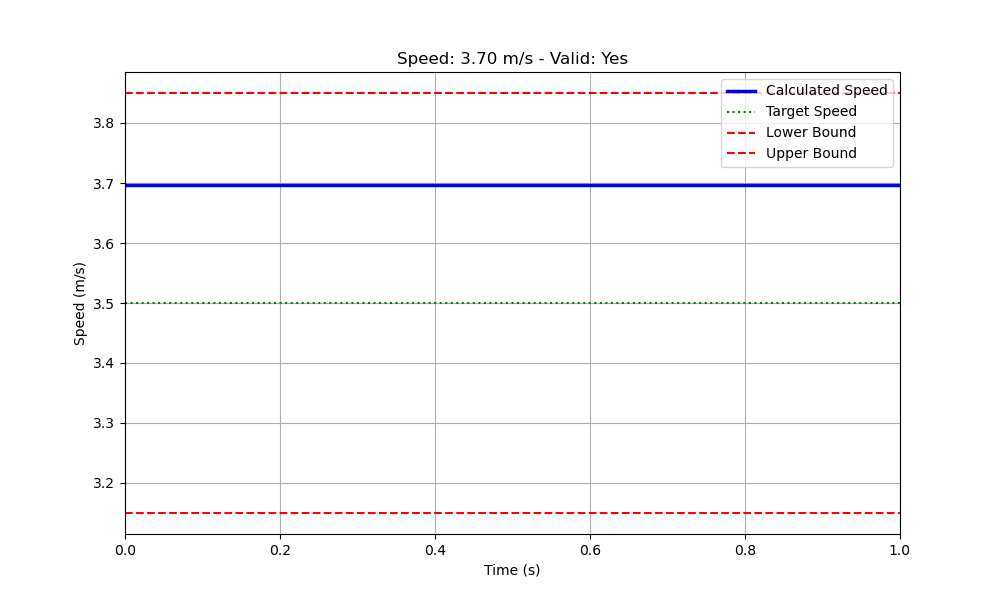 Speed: 3.70 m/s - Valid: Yes
Calculated Speed
Target Speed
Lower Bound
Upper Bound
Speed (m/s)
3.8
3.7
3.6
3.5
3.4
3.3
3.2
0.0 0.2 0.4 0.6 0.8 1.0
Time (s)